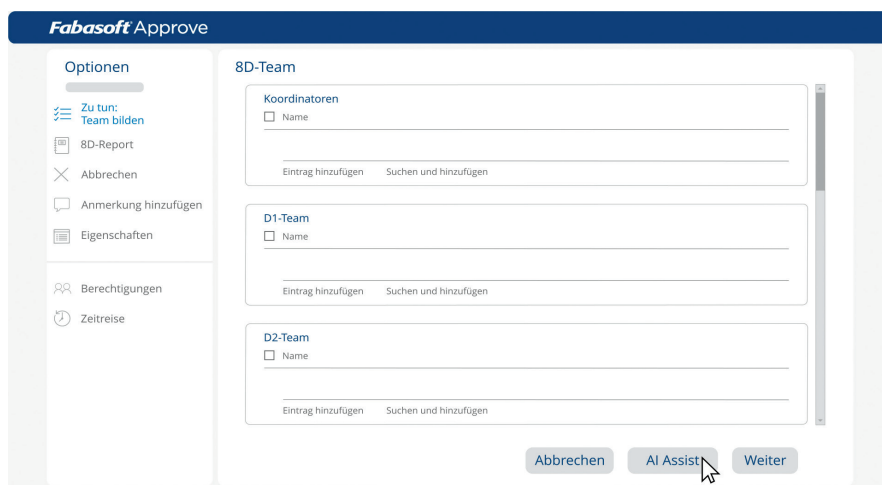 Fabasoft Approve
Optionen
Zu tun:
Team bilden
8D-Report
Abbrechen
Anmerkung hinzufügen
Eigenschaften
Berechtigungen
Zeitreise
8D-Team
Koordinatoren
Name
Eintrag hinzufügen Suchen und hinzufügen
D1-Team
Name
Eintrag hinzufügen Suchen und hinzufügen
D2-Team
Name
Eintrag hinzufügen Suchen und hinzufügen
Abbrechen AI Assist Weiter